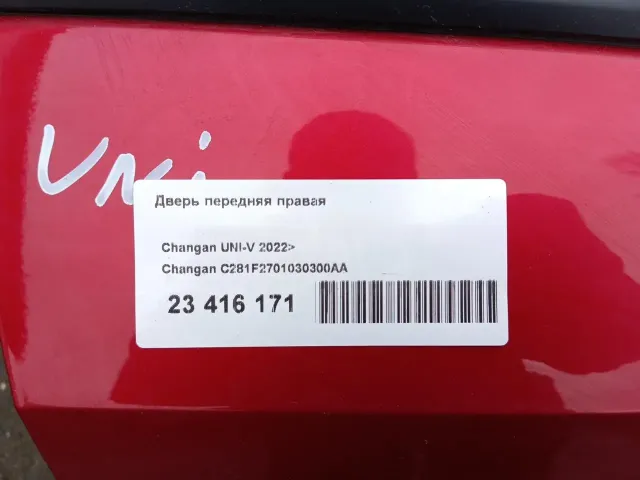 UNi
Дверь передняя правая
Changan UNI-V 2022>
Changan C281F2701030300AA
23 416 171